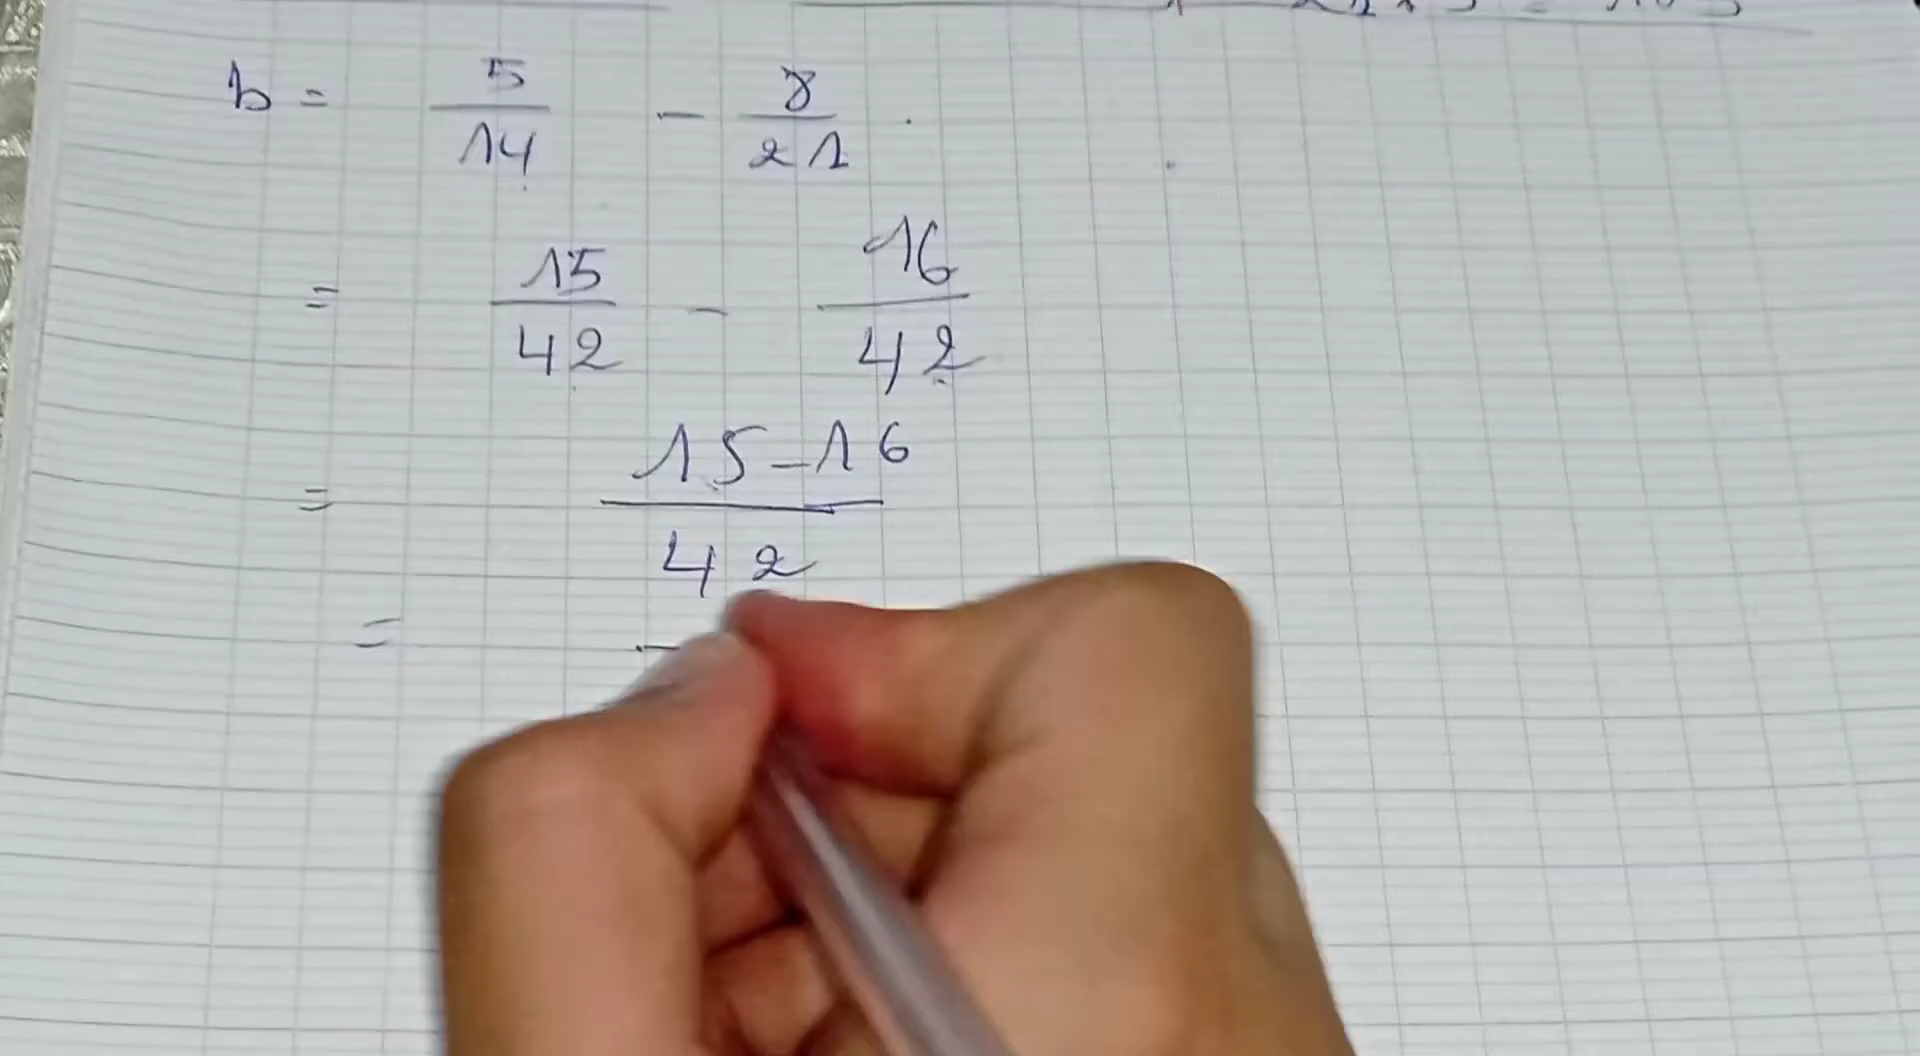 b = 5/14 - 8/21
= 15/42 - 16/42
= 15-16/42
= -